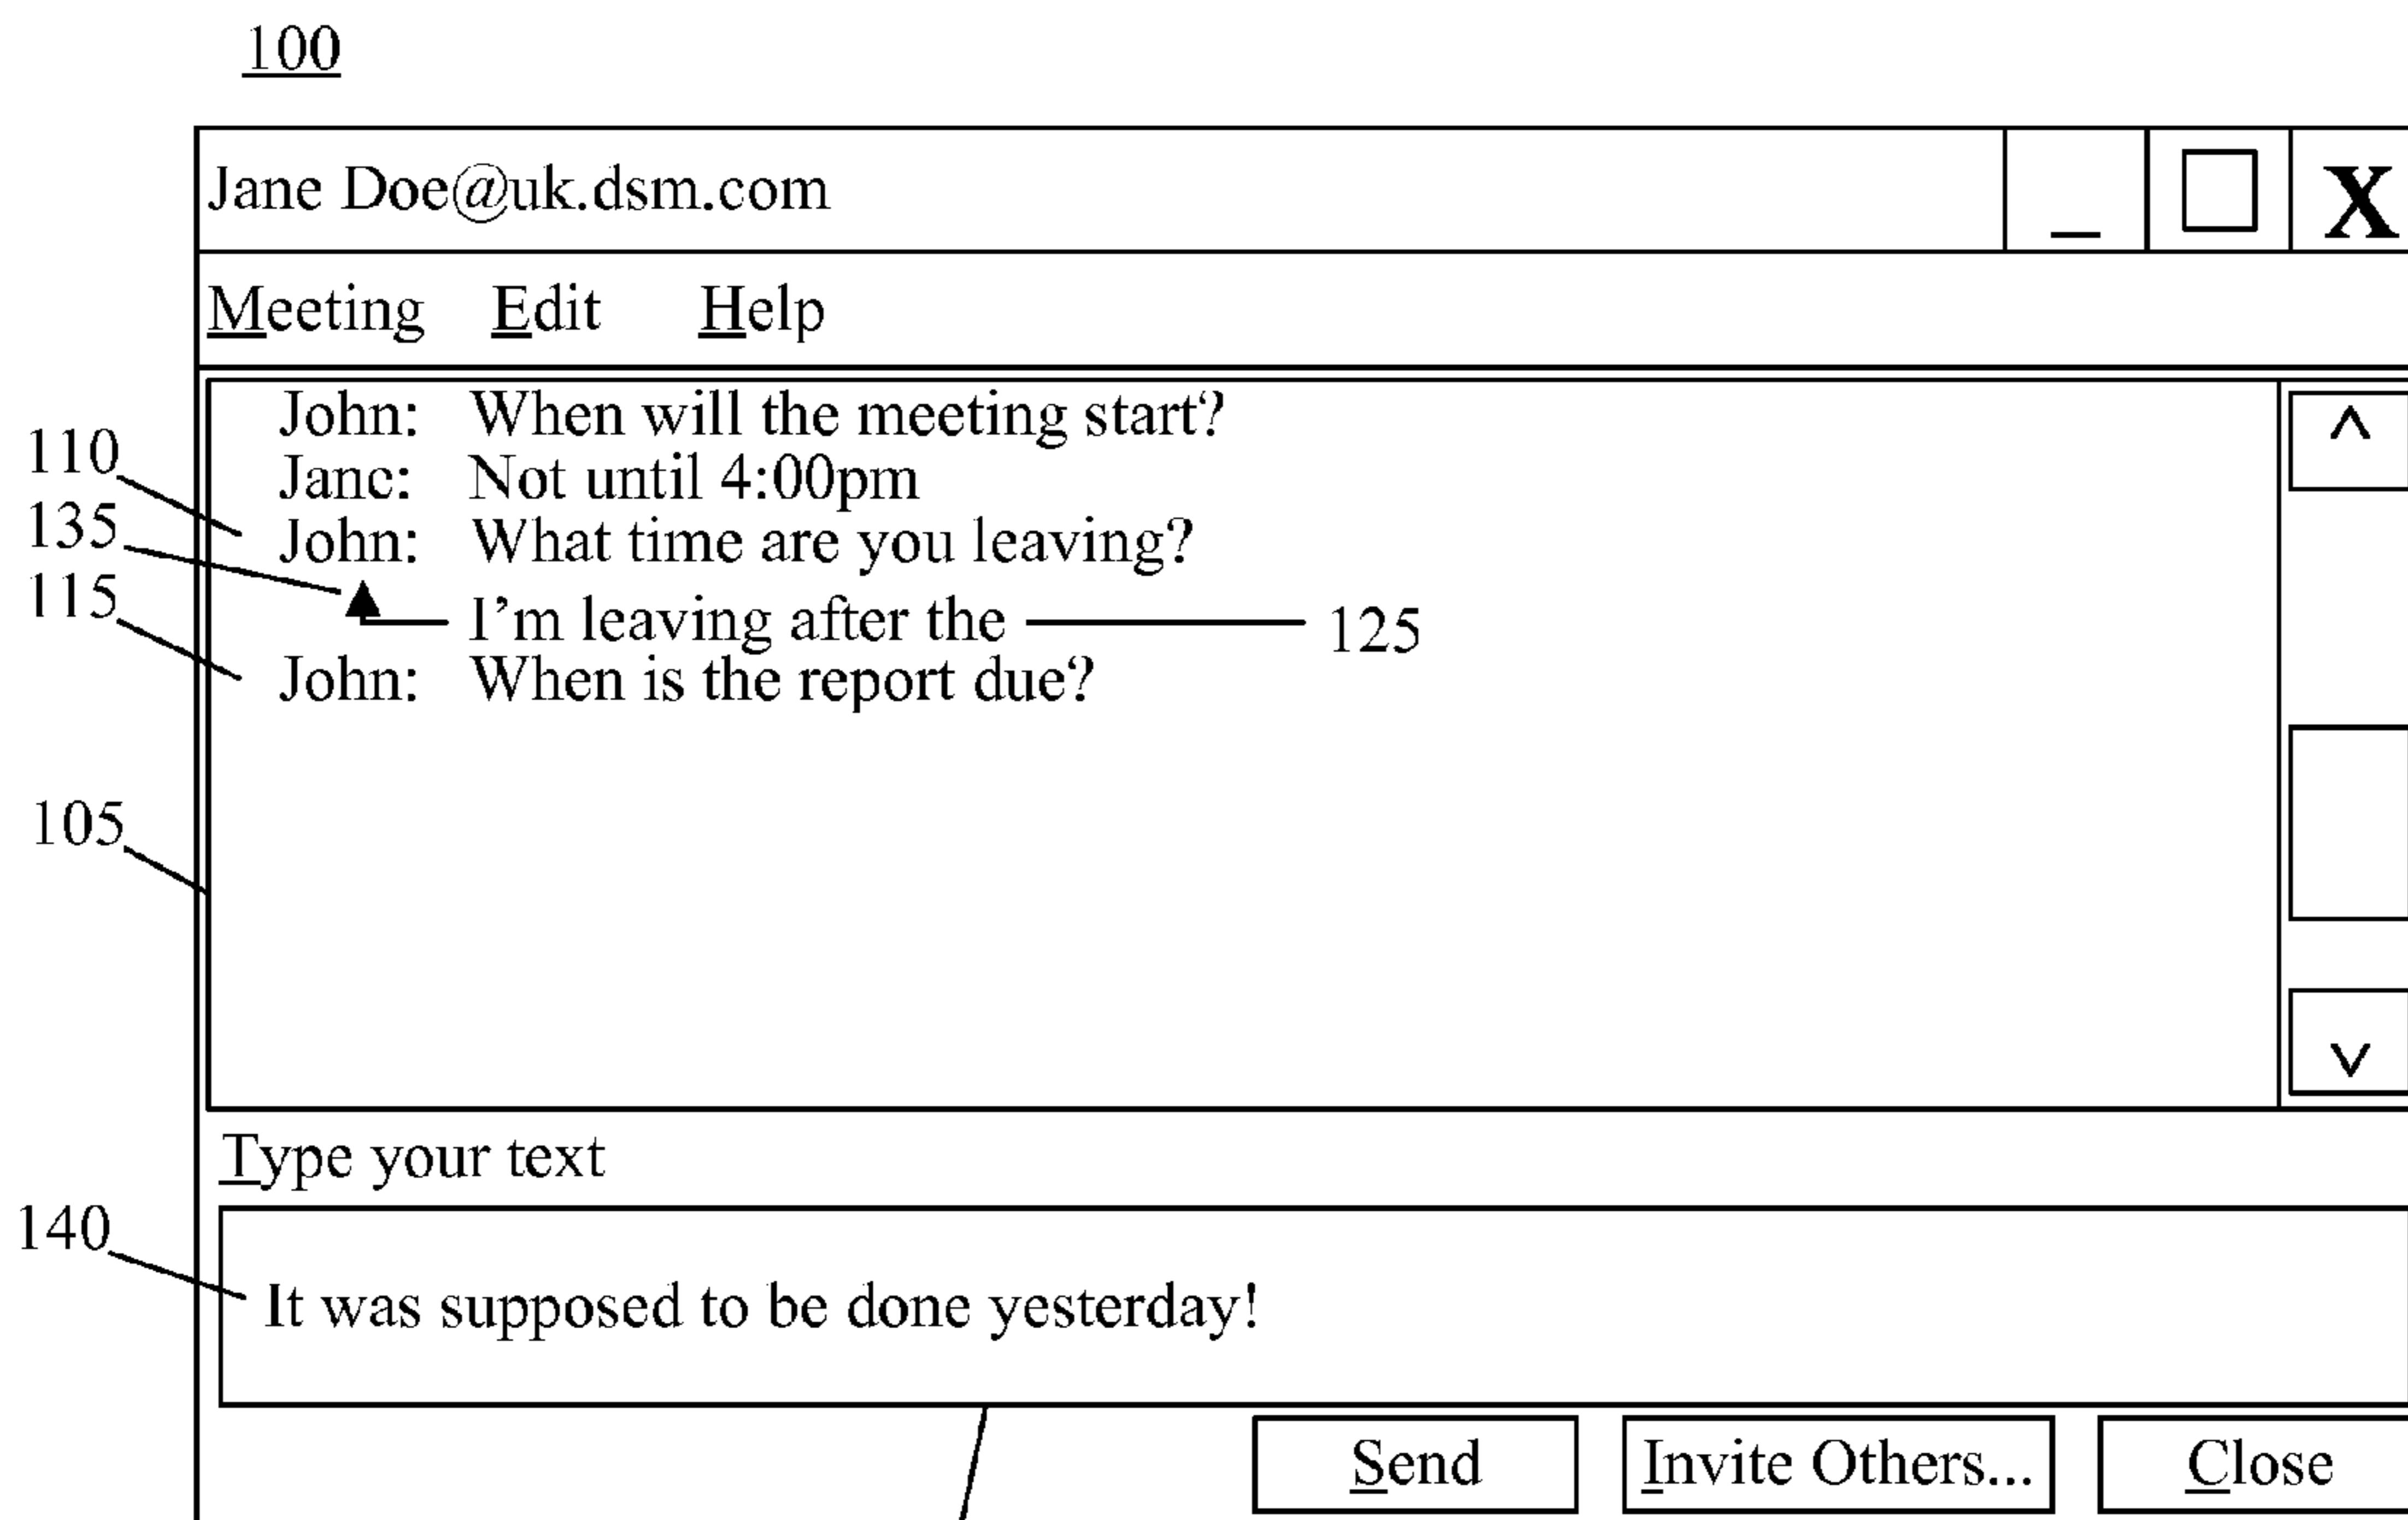 100
Jane Doe@uk.dsm.com
_ X
Meeting Edit Help
John: When will the meeting start?
Jane: Not until 4:00pm
110
John: What time are you leaving?
135
I'm leaving after the 125
115
John: When is the report due?
105
Type your text
140
It was supposed to be done yesterday!
Send Invite Others... Close